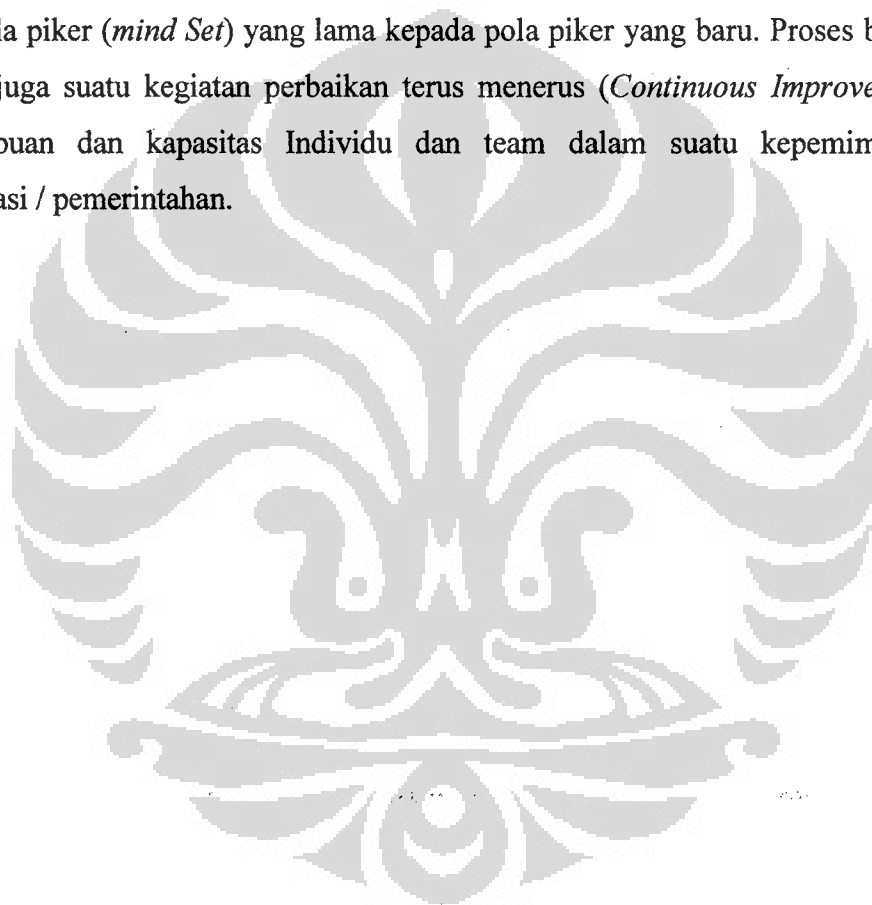 la piker (mind Set) yang lama kepada pola piker yang baru. Proses b
juga suatu kegiatan perbaikan terus menerus (Continuous Improve
ouan dan kapasitas Individu dan team dalam suatu kepemim
asi / pemerintahan.